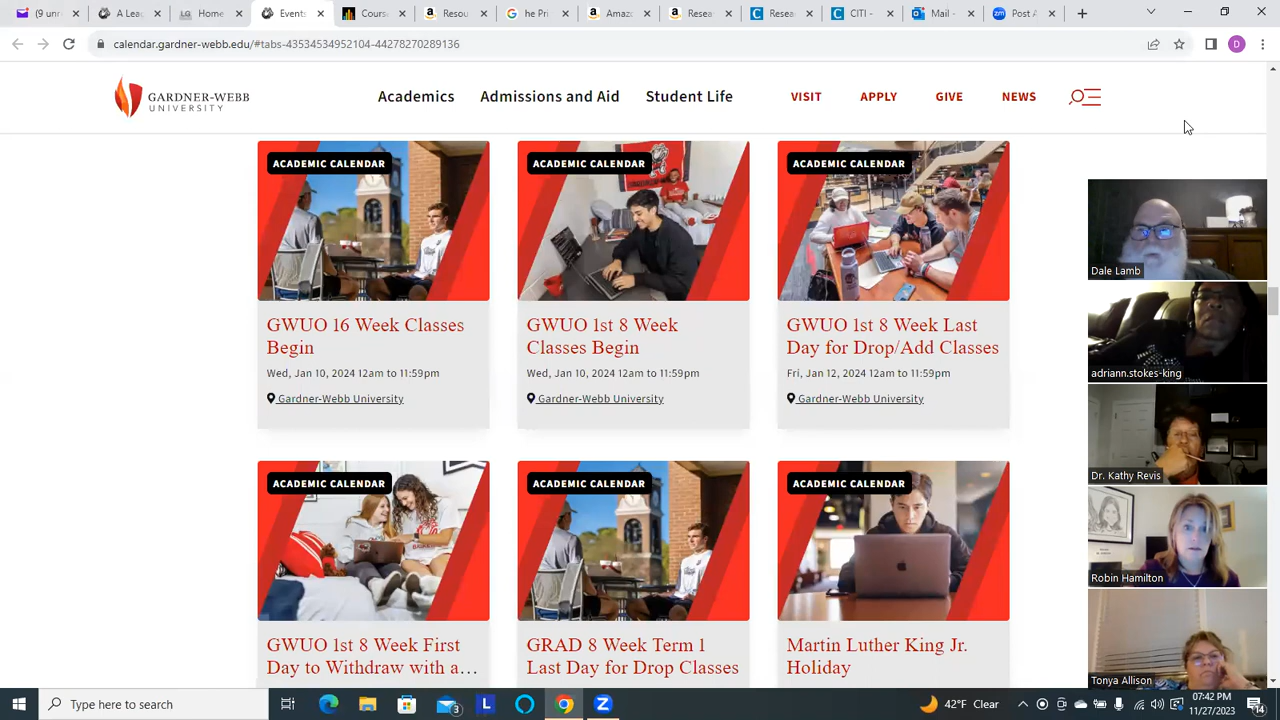 (9 unre
A Leag
Home
Events
Cours
Resou
he Pri
Amazo
Resea
Resea
CITI -
Mail -
Post A
calendar.gardner-webb.edu/#tabs-43534534952104-44278270289136
D
GARDNER-WEBB
UNIVERSITY
Academics Admissions and Aid Student Life VISIT APPLY GIVE NEWS
ACADEMIC CALENDAR
GWUO 16 Week Classes
Begin
Wed, Jan 10, 2024 12am to 11:59pm
Gardner-Webb University
ACADEMIC CALENDAR
GWUO 1st 8 Week
Classes Begin
Wed, Jan 10, 2024 12am to 11:59pm
Gardner-Webb University
ACADEMIC CALENDAR
GWUO 1st 8 Week Last
Day for Drop/Add Classes
Fri, Jan 12, 2024 12am to 11:59pm
Gardner-Webb University
ACADEMIC CALENDAR
GWUO 1st 8 Week First
Day to Withdraw with a...
ACADEMIC CALENDAR
GRAD 8 Week Term 1
Last Day for Drop Classes
ACADEMIC CALENDAR
Martin Luther King Jr.
Holiday
Dale Lamb
adriann.stokes-king
Dr. Kathy Revis
Robin Hamilton
Tonya Allison
Type here to search
3
L
42°F Clear
07:42 PM
11/27/2023
14